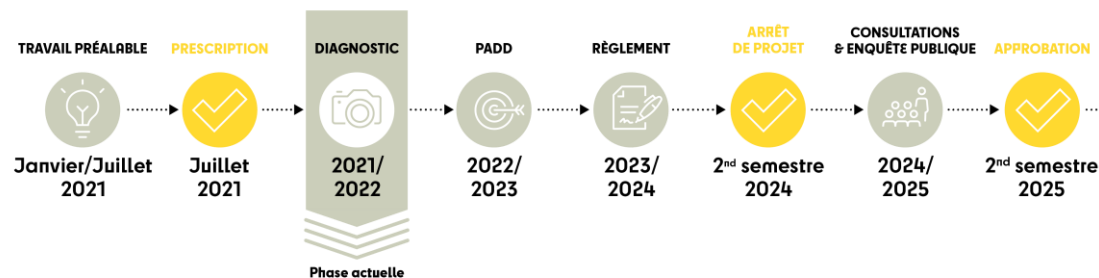 TRAVAIL PRÉALABLE
Janvier/Juillet
2021
PRESCRIPTION
Juillet
2021
DIAGNOSTIC
2021/
2022
Phase actuelle
PADD
2022/
2023
RÈGLEMENT
2023/
2024
ARRÊT
DE PROJET
2nd semestre
2024
CONSULTATIONS
& ENQUÊTE PUBLIQUE
2024/
2025
APPROBATION
2nd semestre
2025